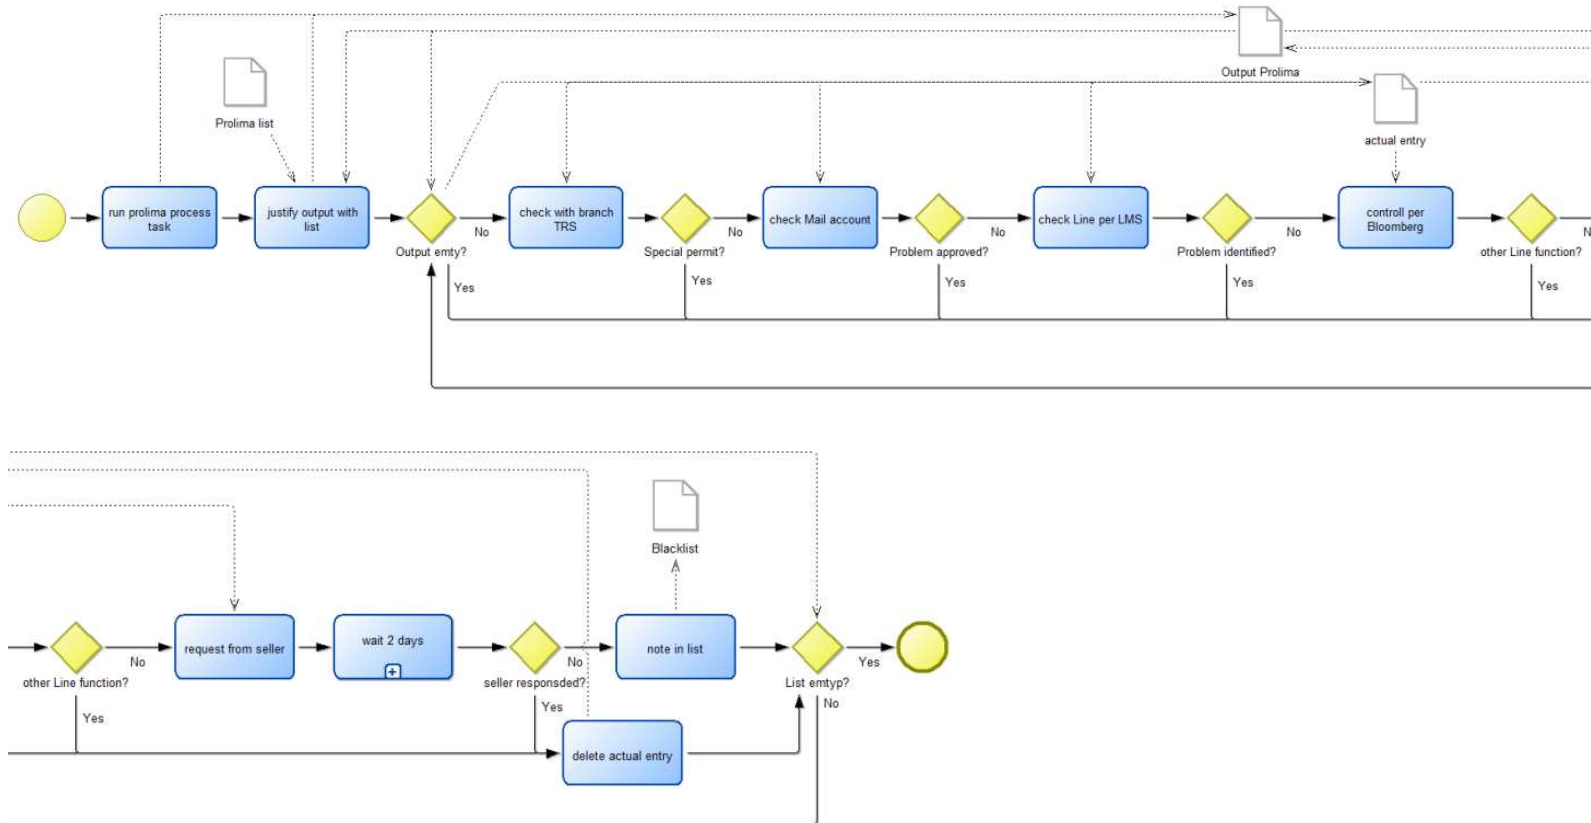 Output Prolima
Prolima list
actual entry
run prolima process
task
justify output with
list
Output emty?
No
Yes
check with branch
TRS
Special permit?
No
Yes
check Mail account
Problem approved?
No
Yes
check Line per LMS
Problem identified?
No
Yes
controll per
Bloomberg
other Line function?
N
Yes
Blacklist
other Line function?
No
Yes
request from seller
wait 2 days
seller responsded?
No
Yes
note in list
List emtyp?
Yes
No
delete actual entry